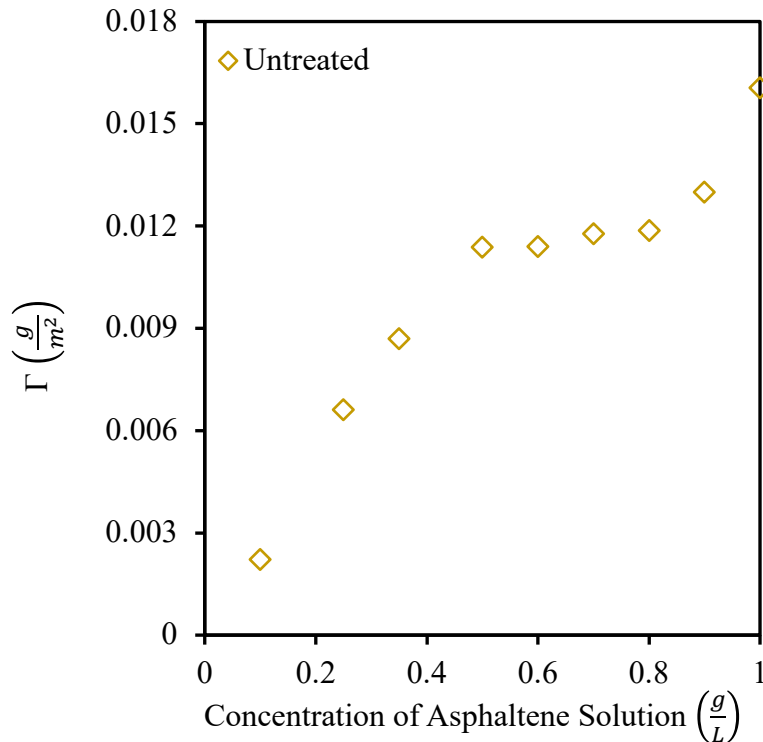 0.018
Untreated
0.015
0.012
0.009
0.006
0.003
0
Γ (g/m²)
0 0.2 0.4 0.6 0.8 1
Concentration of Asphaltene Solution (g/L)